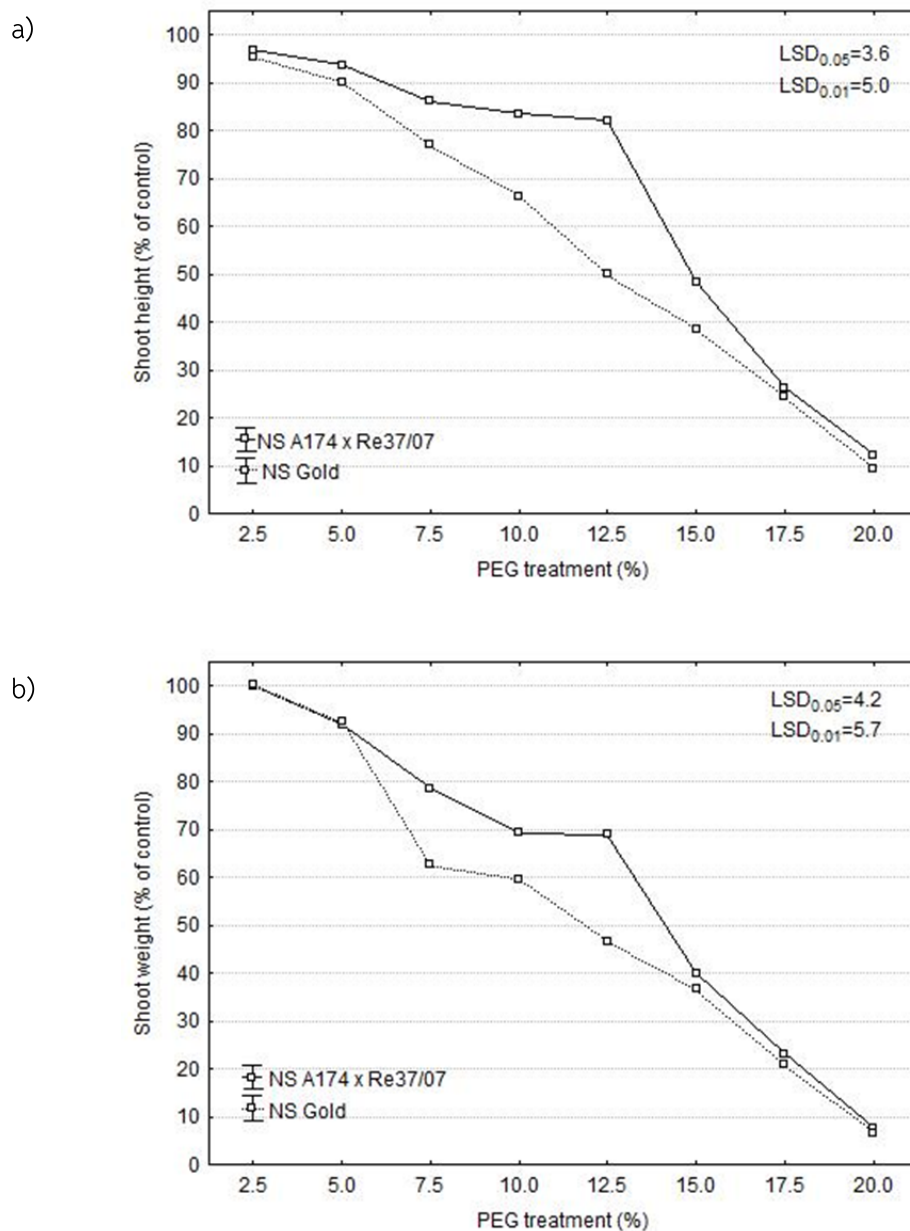 a)
100
90
80
70
60
50
40
30
20
10
0
Shoot height (% of control)
LSD0.05=3.6
LSD0.01=5.0
NS A174 x Re37/07
NS Gold
2.5 5.0 7.5 10.0 12.5 15.0 17.5 20.0
PEG treatment (%)
b)
100
90
80
70
60
50
40
30
20
10
0
Shoot weight (% of control)
LSD0.05=4.2
LSD0.01=5.7
NS A174 x Re37/07
NS Gold
2.5 5.0 7.5 10.0 12.5 15.0 17.5 20.0
PEG treatment (%)